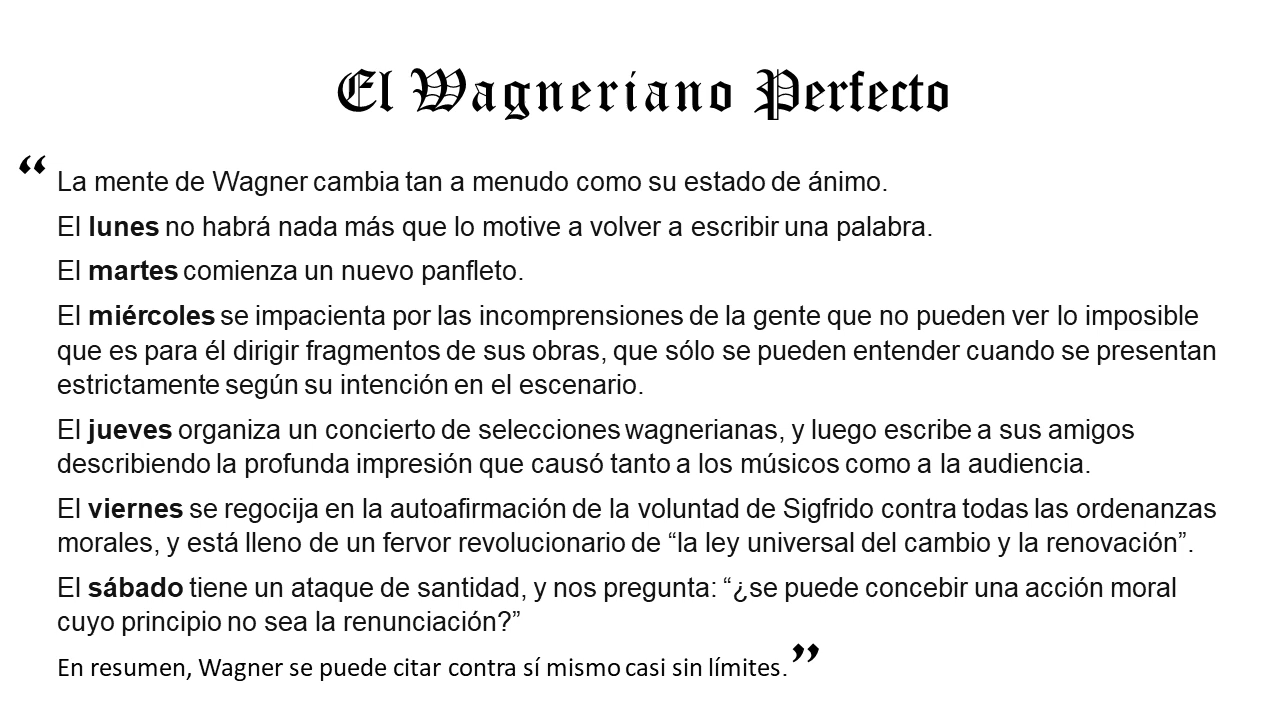 El Wagneriano Perfecto
“ La mente de Wagner cambia tan a menudo como su estado de ánimo.
El lunes no habrá nada más que lo motive a volver a escribir una palabra.
El martes comienza un nuevo panfleto.
El miércoles se impacienta por las incomprensiones de la gente que no pueden ver lo imposible
que es para él dirigir fragmentos de sus obras, que sólo se pueden entender cuando se presentan
estrictamente según su intención en el escenario.
El jueves organiza un concierto de selecciones wagnerianas, y luego escribe a sus amigos
describiendo la profunda impresión que causó tanto a los músicos como a la audiencia.
El viernes se regocija en la autoafirmación de la voluntad de Sigfrido contra todas las ordenanzas
morales, y está lleno de un fervor revolucionario de “la ley universal del cambio y la renovación”.
El sábado tiene un ataque de santidad, y nos pregunta: “¿se puede concebir una acción moral
cuyo principio no sea la renunciación?”
En resumen, Wagner se puede citar contra sí mismo casi sin límites. ”